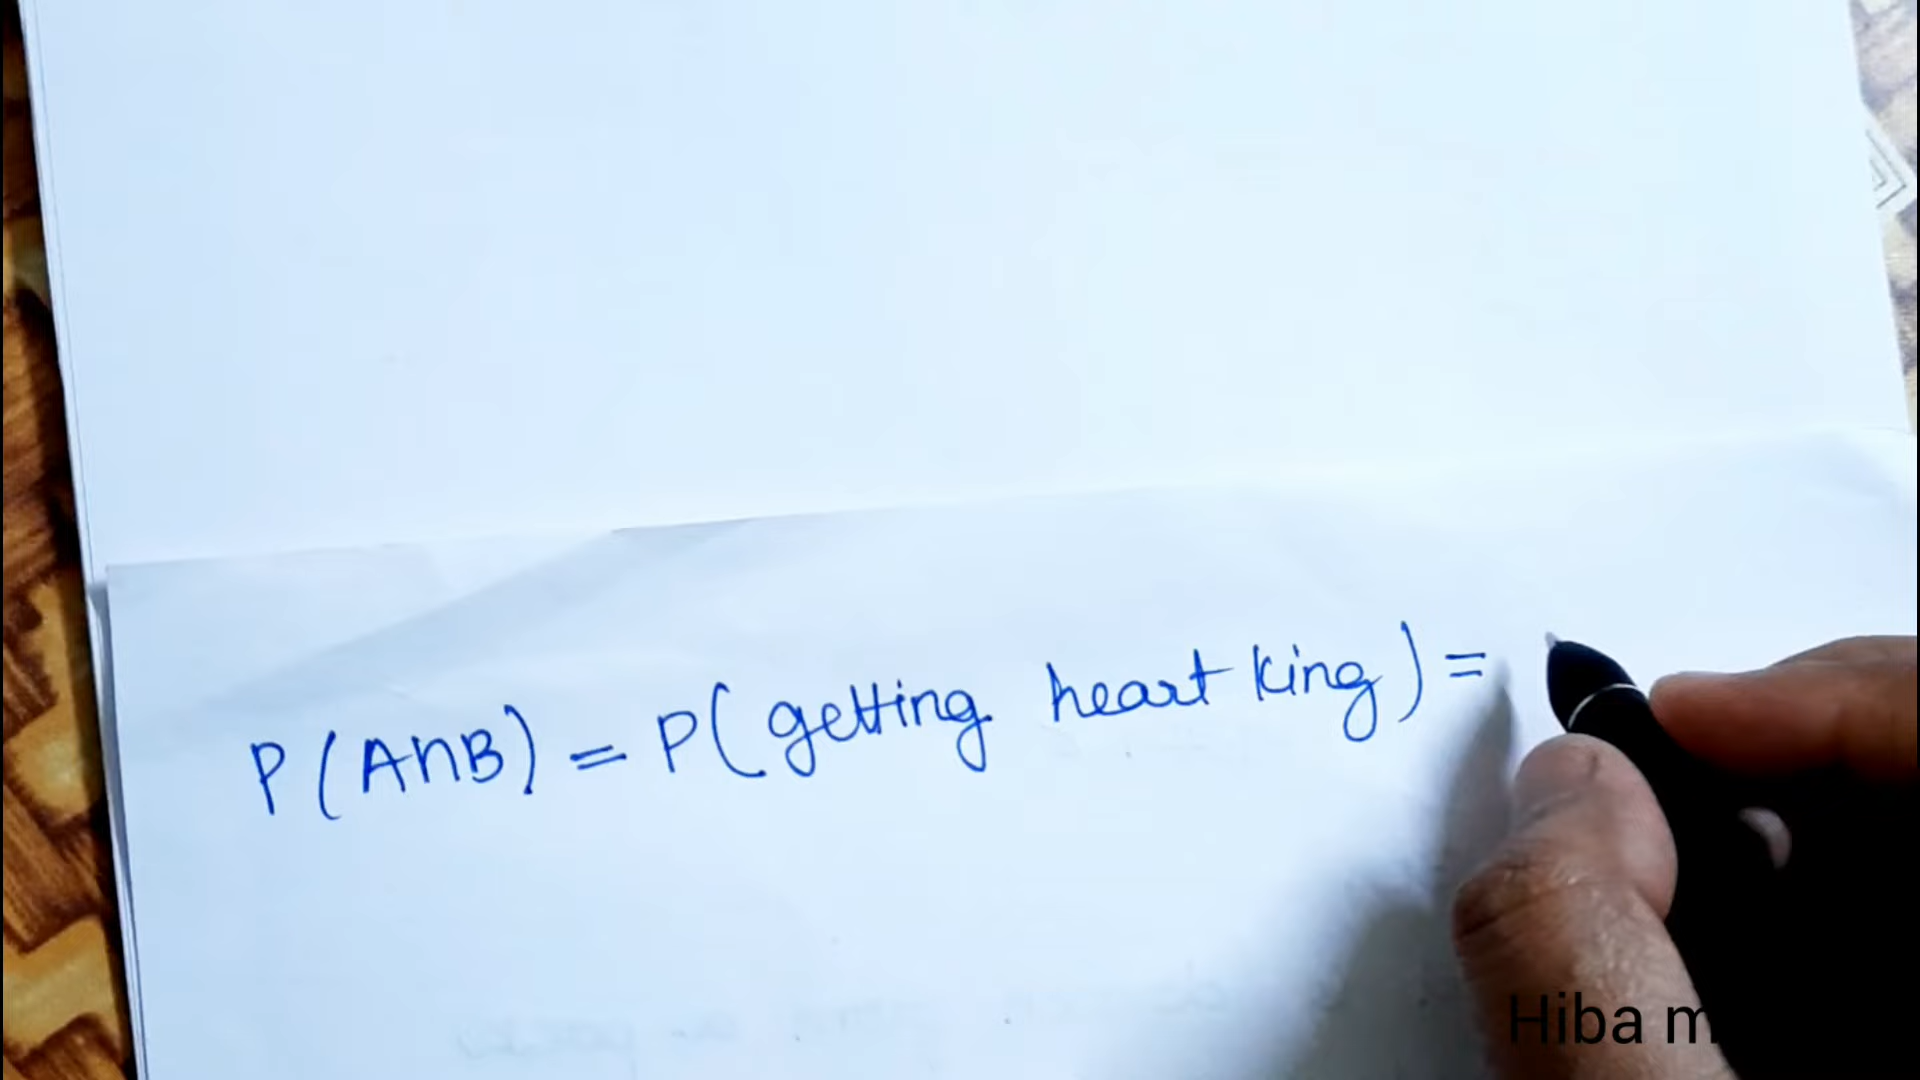 P(A∩B) = P(getting heart king) =
Hiba m